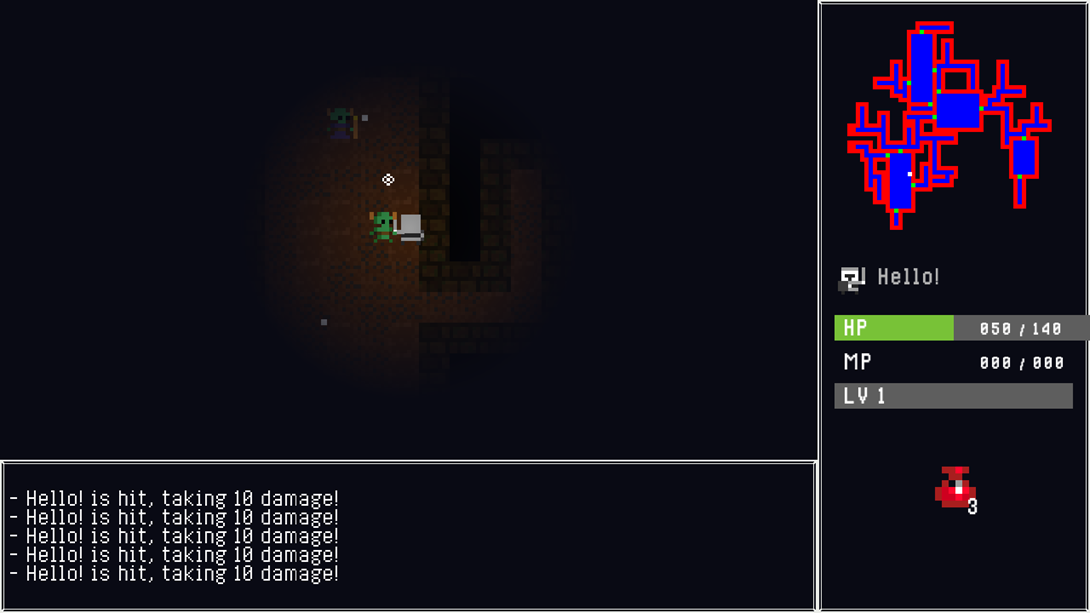 Hello!
HP 050 / 140
MP 000 / 000
LV 1
3
- Hello! is hit, taking 10 damage!
- Hello! is hit, taking 10 damage!
- Hello! is hit, taking 10 damage!
- Hello! is hit, taking 10 damage!
- Hello! is hit, taking 10 damage!